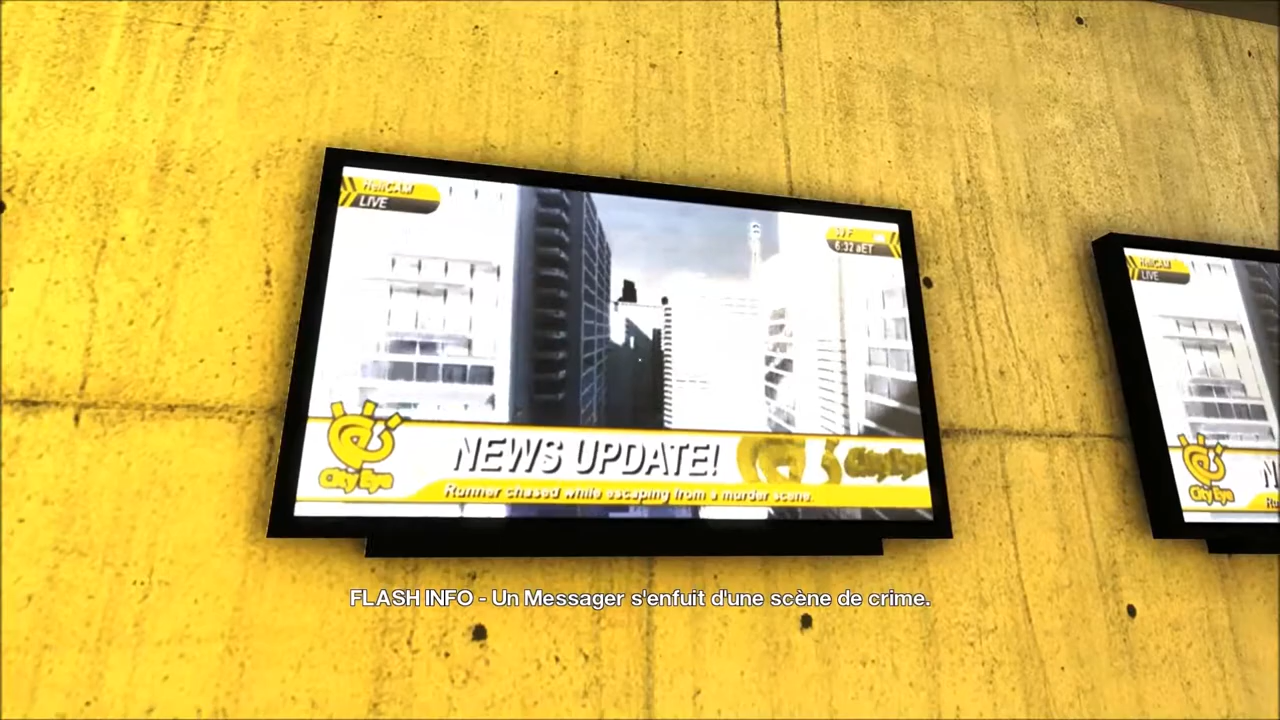 HeliCAM
LIVE
6:32 aET
NEWS UPDATE!
City Eye
City Eye
Runner chased while escaping from a murder scene.
HeliCAM
LIVE
City Eye
FLASH INFO - Un Messager s'enfuit d'une scène de crime.